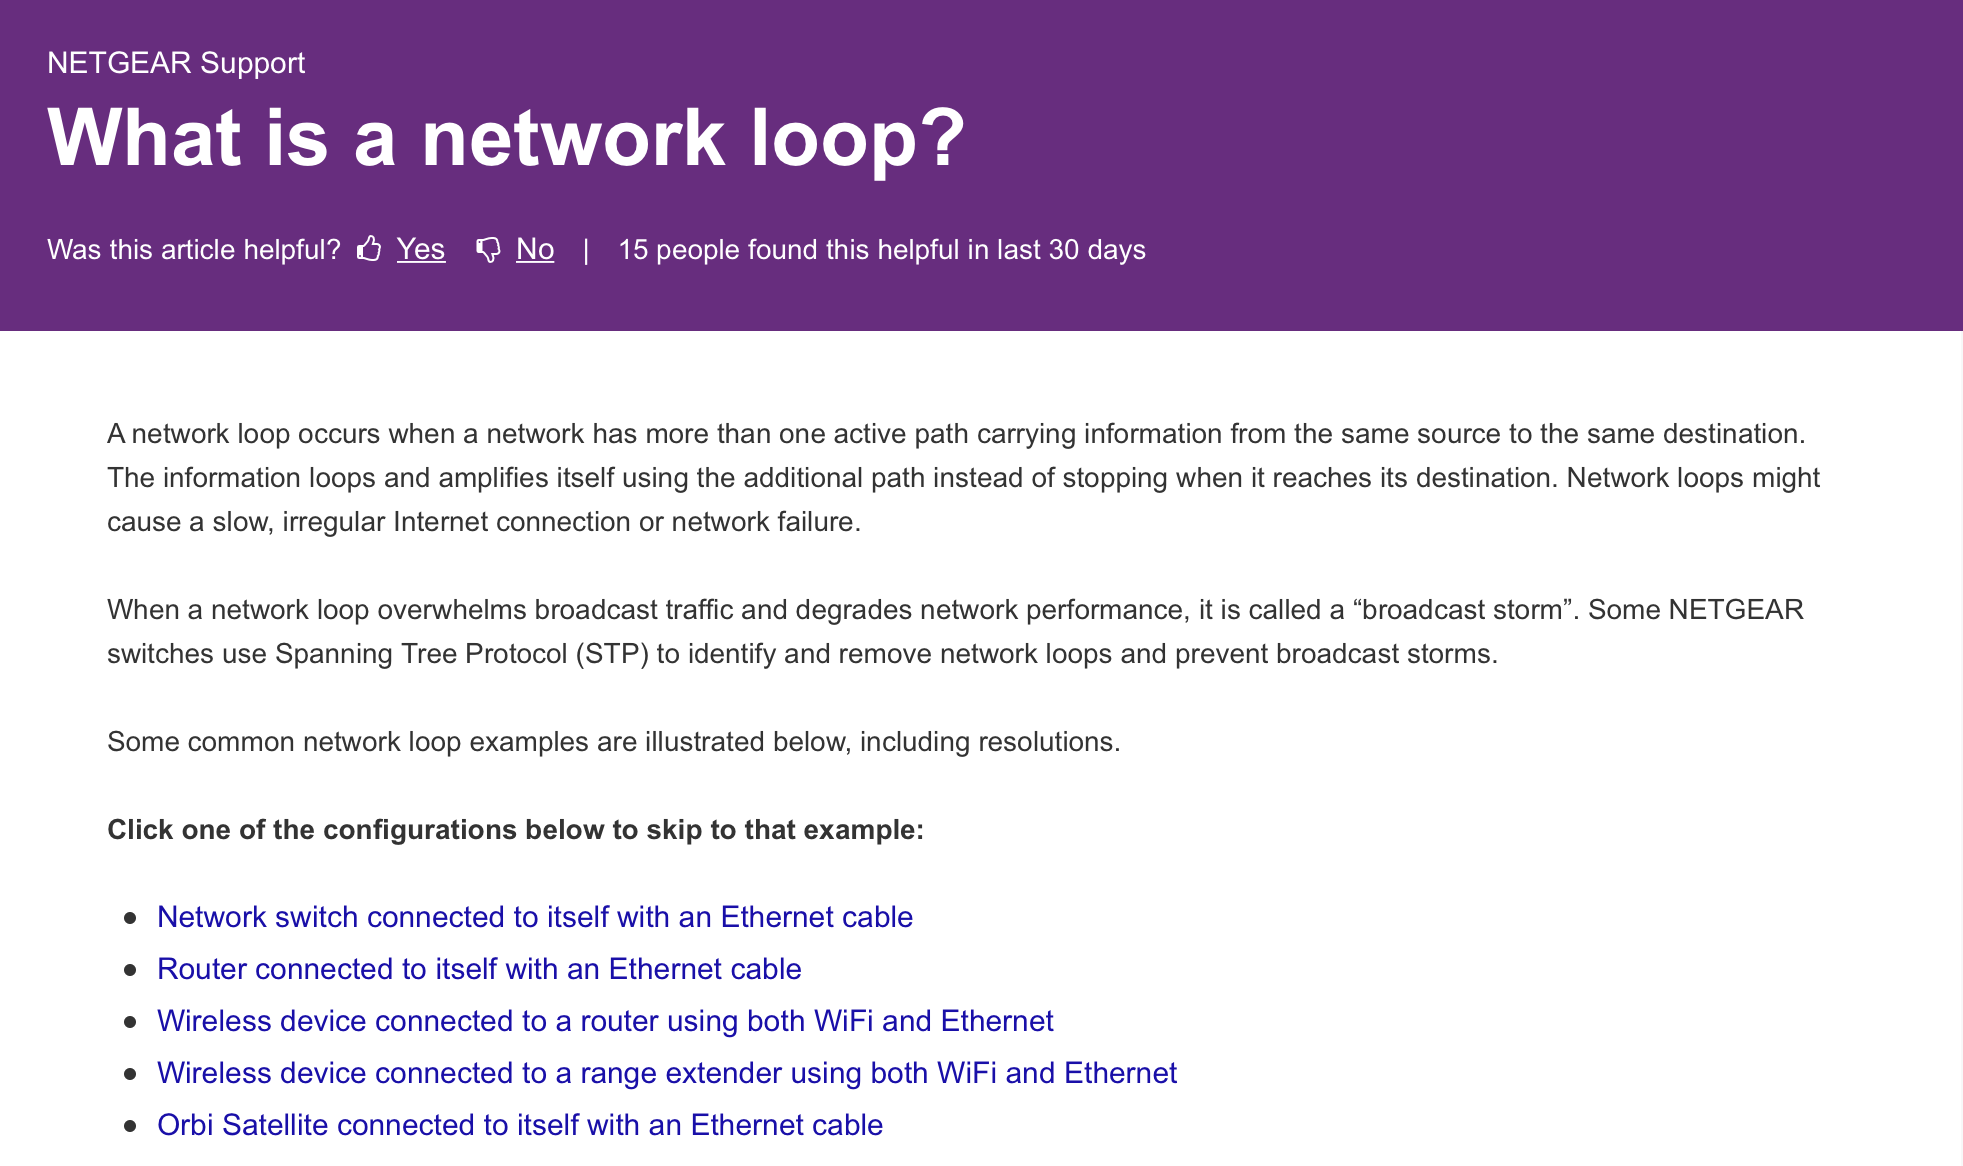 NETGEAR Support
What is a network loop?
Was this article helpful? Yes No | 15 people found this helpful in last 30 days
A network loop occurs when a network has more than one active path carrying information from the same source to the same destination.
The information loops and amplifies itself using the additional path instead of stopping when it reaches its destination. Network loops might
cause a slow, irregular Internet connection or network failure.
When a network loop overwhelms broadcast traffic and degrades network performance, it is called a “broadcast storm”. Some NETGEAR
switches use Spanning Tree Protocol (STP) to identify and remove network loops and prevent broadcast storms.
Some common network loop examples are illustrated below, including resolutions.
Click one of the configurations below to skip to that example:
• Network switch connected to itself with an Ethernet cable
• Router connected to itself with an Ethernet cable
• Wireless device connected to a router using both WiFi and Ethernet
• Wireless device connected to a range extender using both WiFi and Ethernet
• Orbi Satellite connected to itself with an Ethernet cable